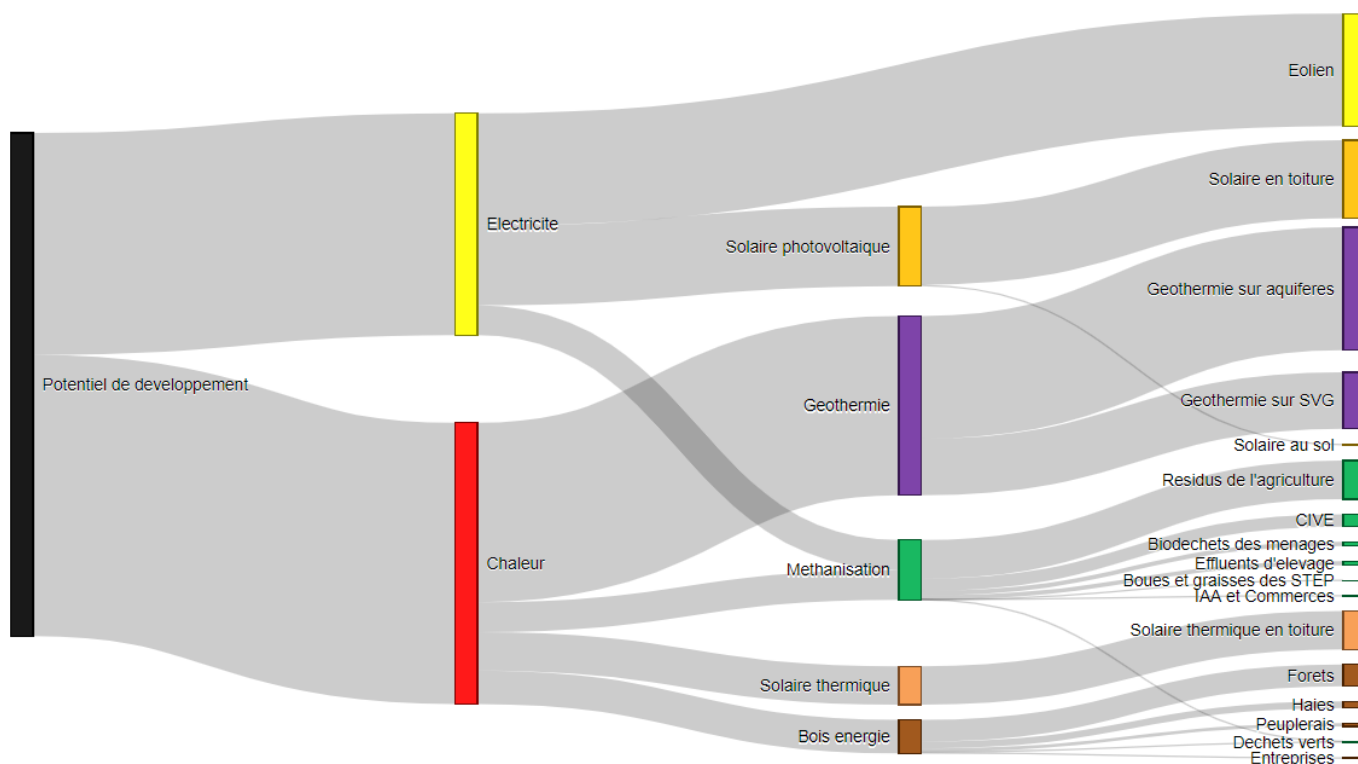 Eolien
Solaire en toiture
Electricite
Solaire photovoltaique
Geothermie sur aquiferes
Potentiel de developpement
Geothermie
Geothermie sur SVG
Solaire au sol
Residus de l'agriculture
CIVE
Biodechets des menages
Chaleur
Effluents d'elevage
Methanisation
Boues et graisses des STEP
IAA et Commerces
Solaire thermique en toiture
Forets
Solaire thermique
Haies
Peuplerais
Bois energie
Dechets verts
Entreprises